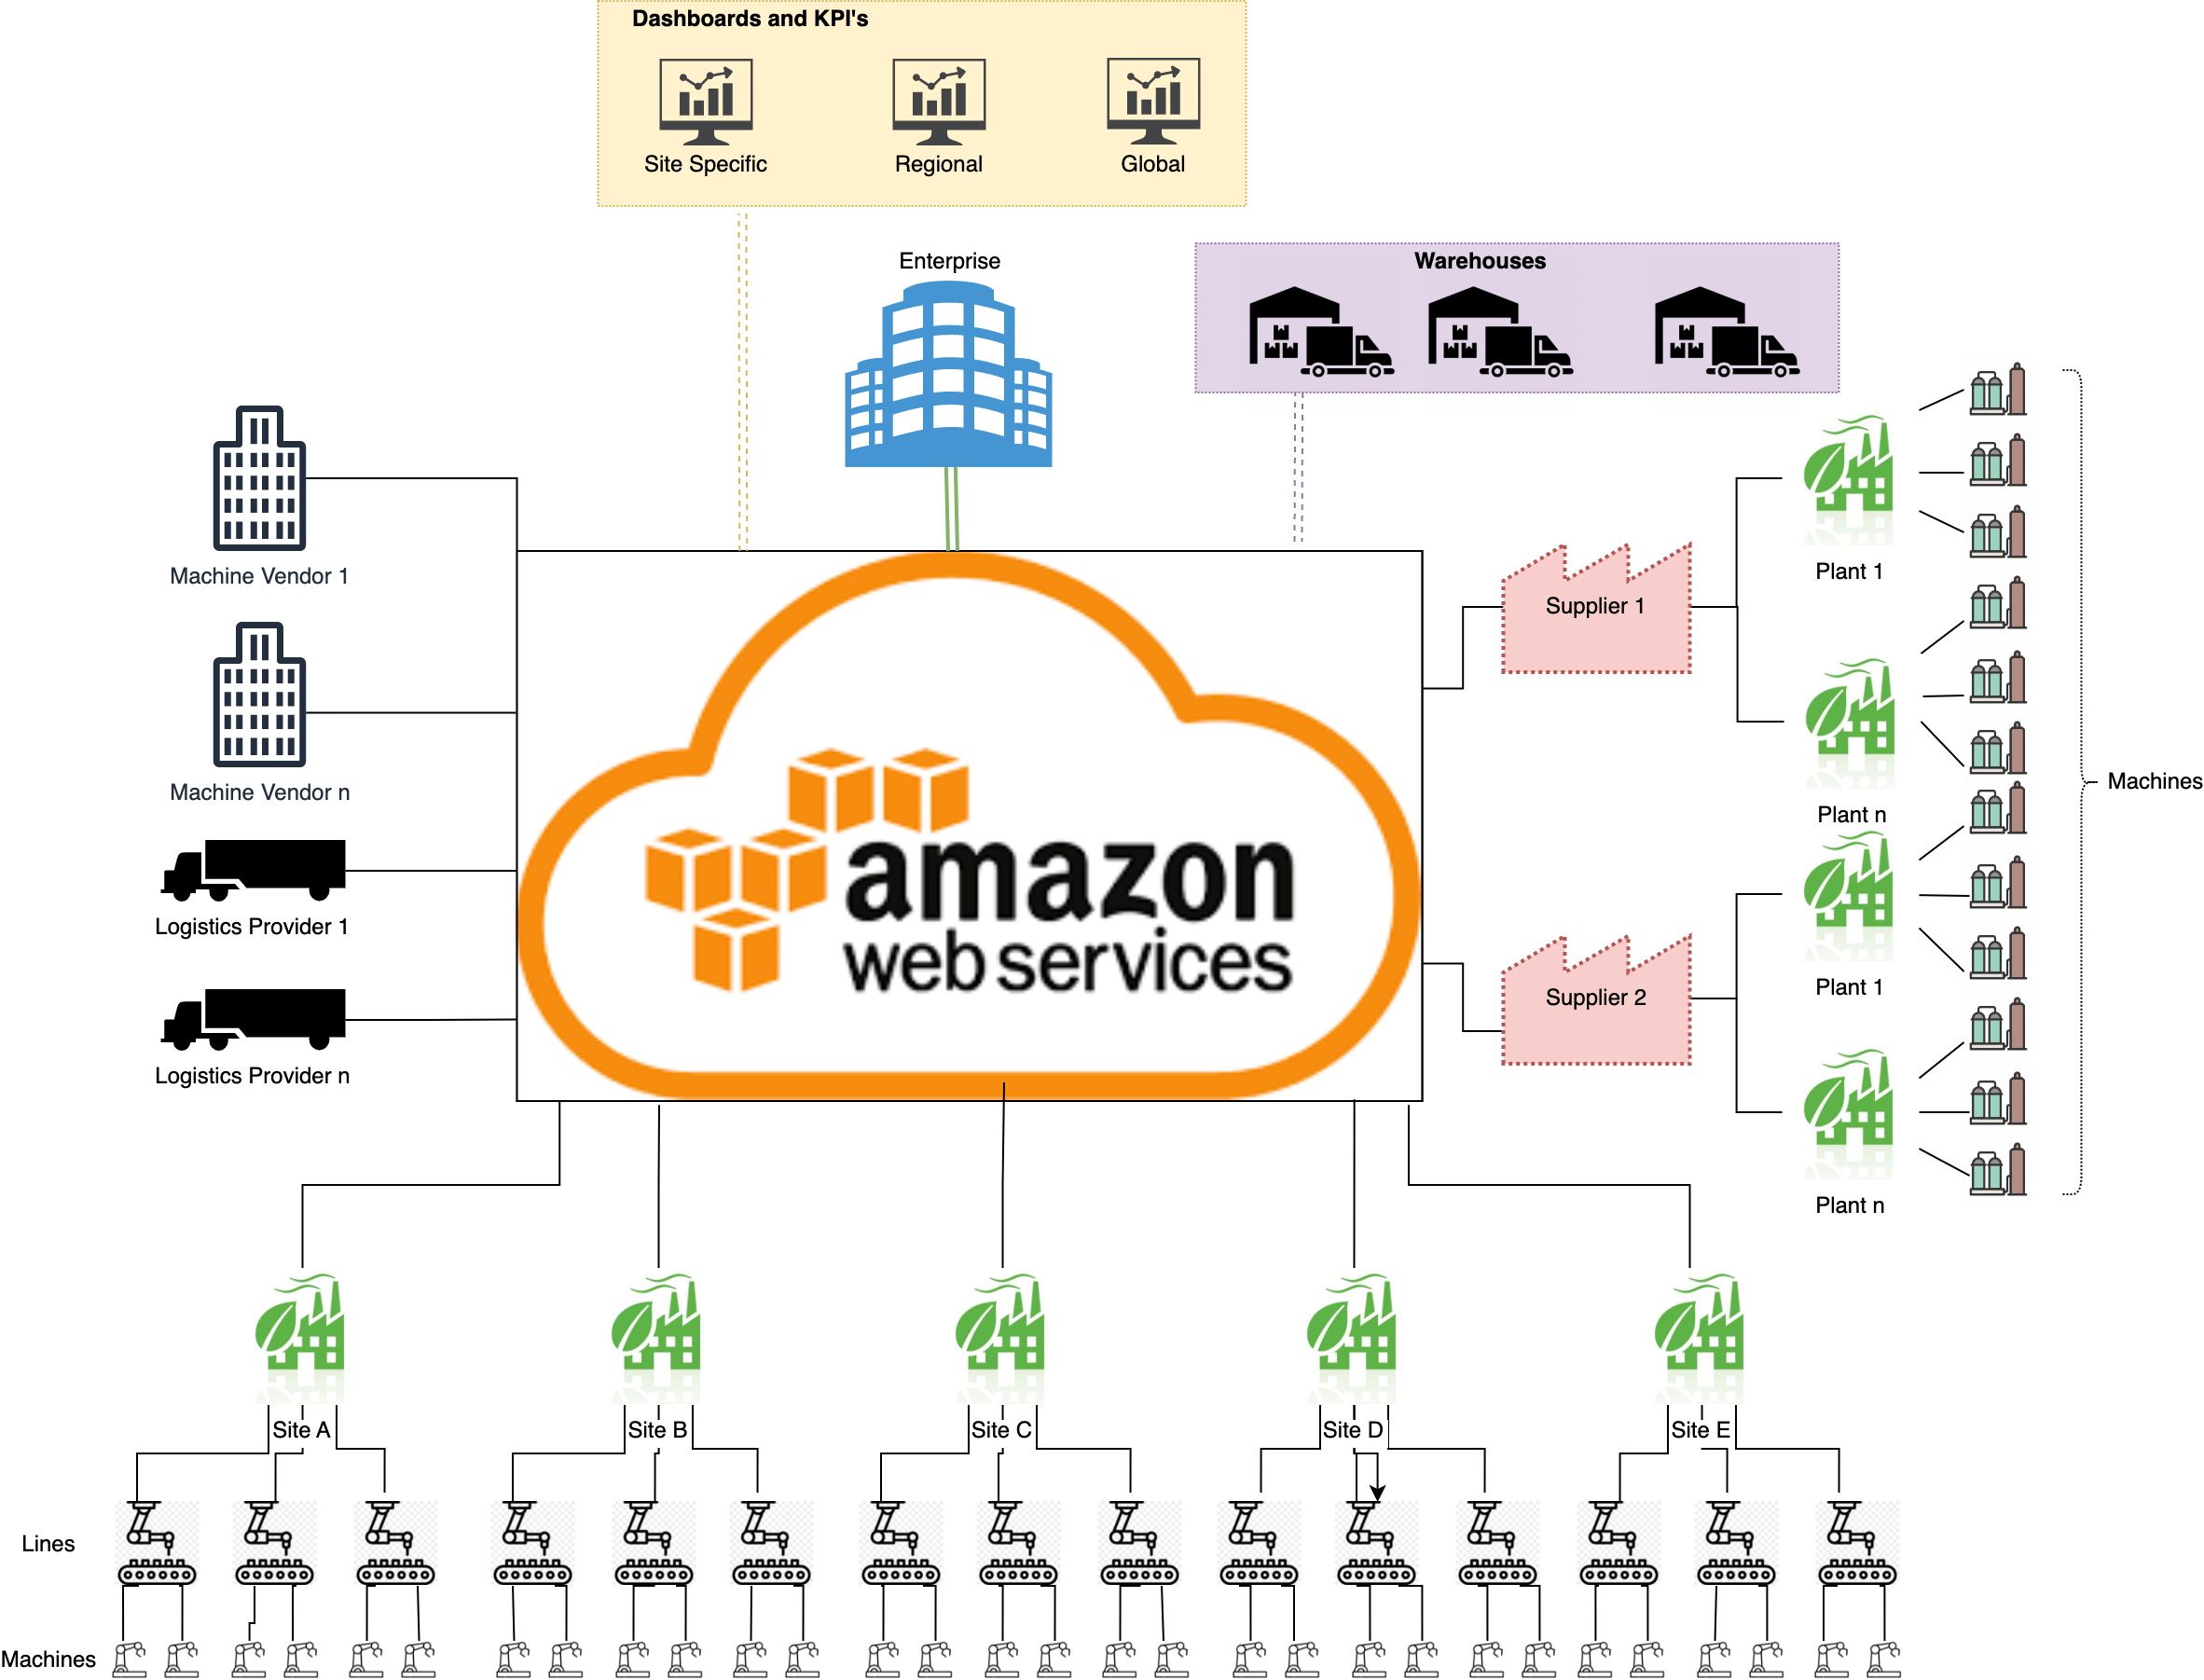 Dashboards and KPI's
Site Specific
Regional
Global
Enterprise
Warehouses
Machine Vendor 1
Machine Vendor n
Logistics Provider 1
Logistics Provider n
amazon
web services
Supplier 1
Supplier 2
Plant 1
Plant n
Plant 1
Plant n
Machines
Site A
Site B
Site C
Site D
Site E
Lines
Machines